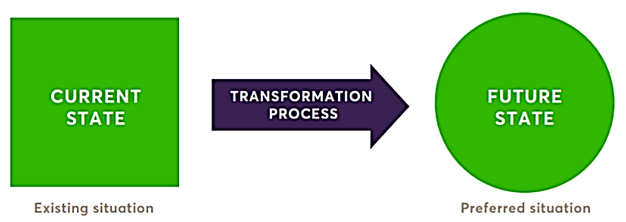 CURRENT
STATE
TRANSFORMATION
PROCESS
FUTURE
STATE
Existing situation
Preferred situation